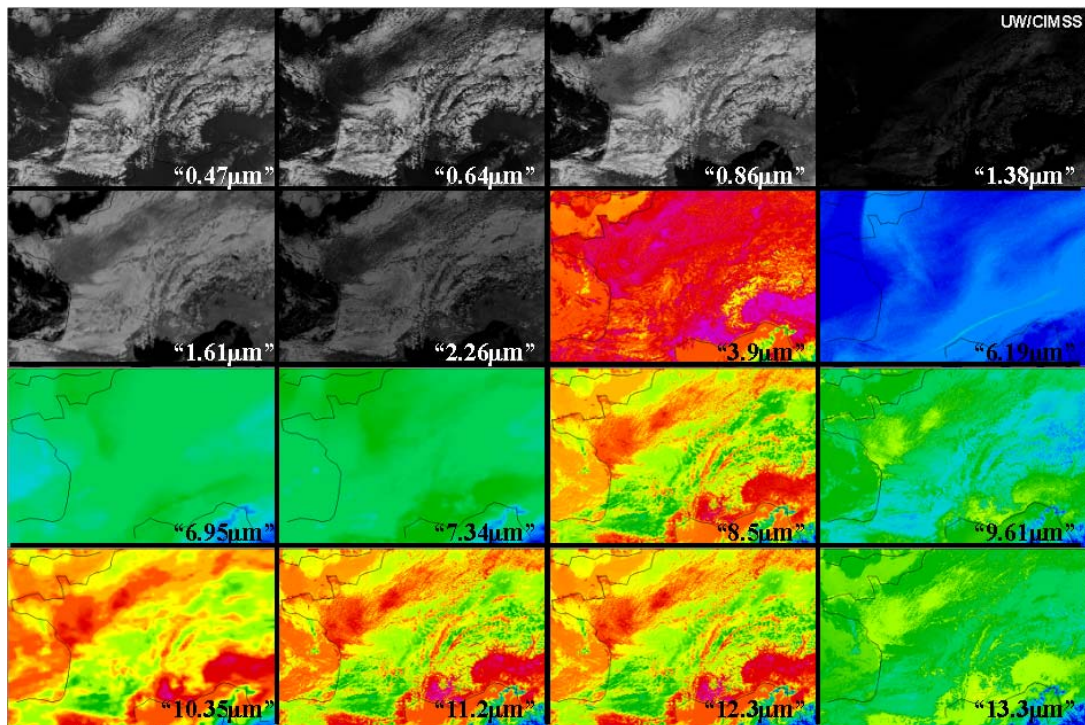 UW/CIMSS
“0.47µm”
“0.64µm”
“0.86µm”
“1.38µm”
“1.61µm”
“2.26µm”
“3.9µm”
“6.19µm”
“6.95µm”
“7.34µm”
“8.5µm”
“9.61µm”
“10.35µm”
“11.2µm”
“12.3µm”
“13.3µm”